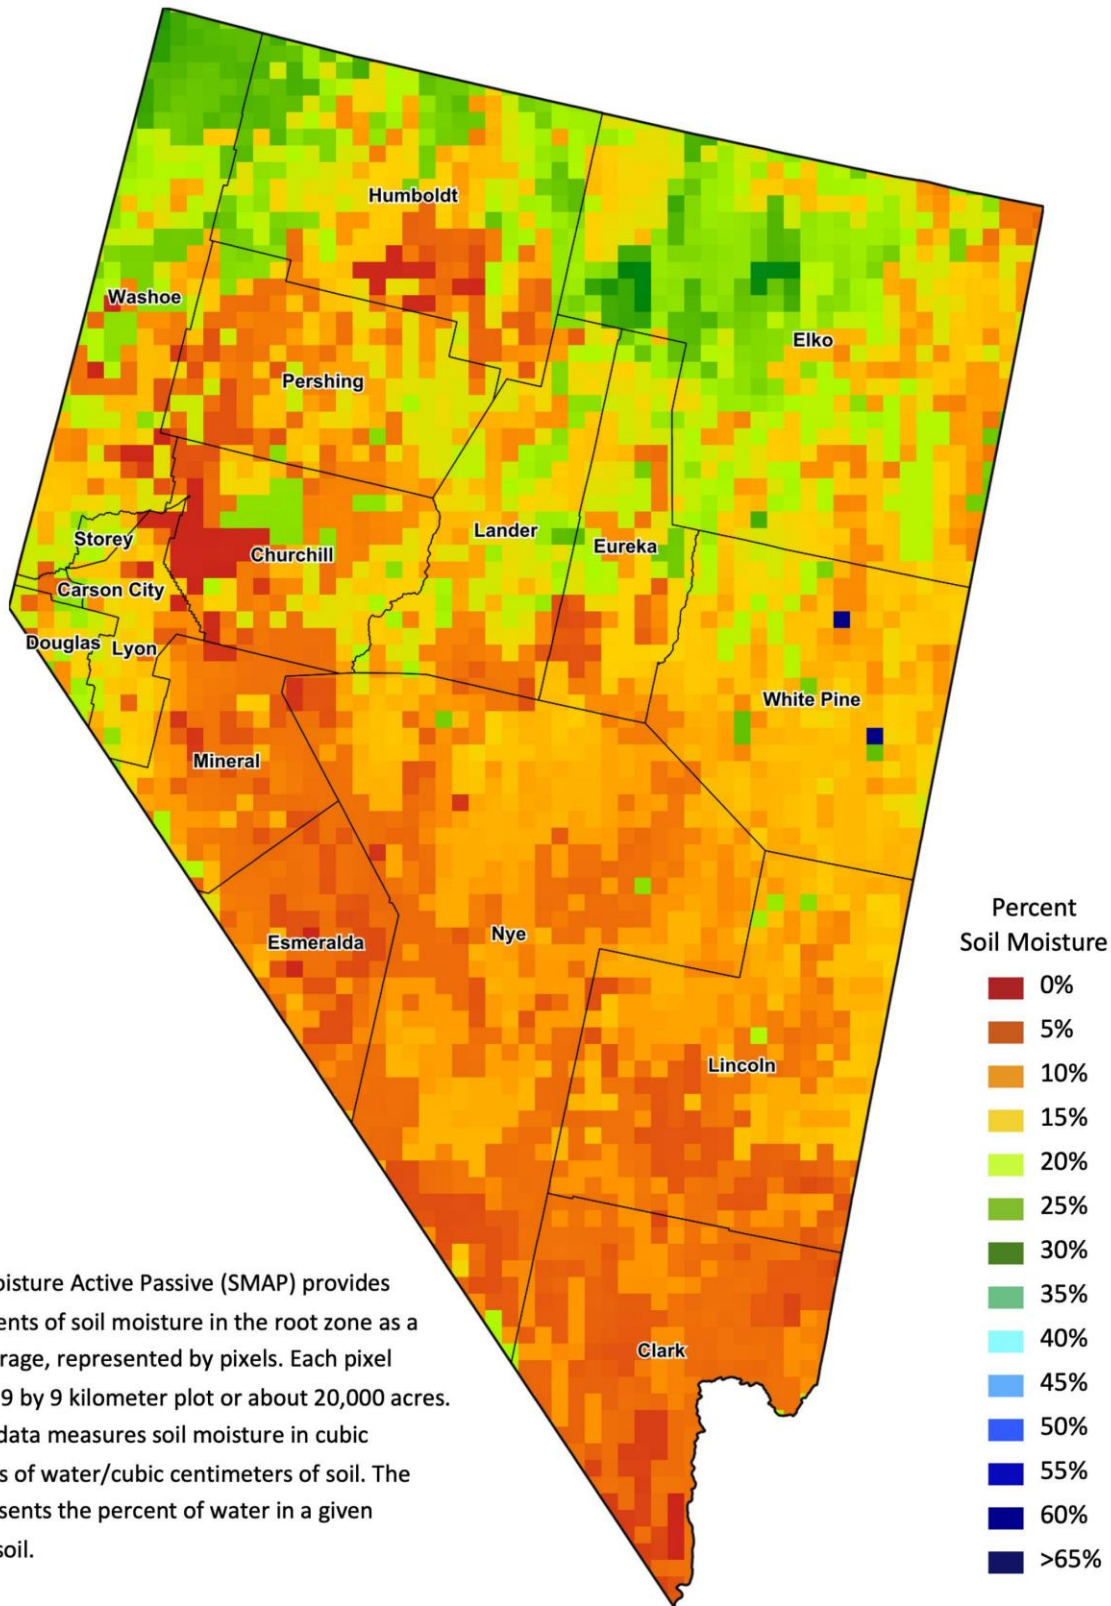 Humboldt
Washoe
Elko
Pershing
Storey
Churchill
Lander
Eureka
Carson City
Douglas
Lyon
White Pine
Mineral
Esmeralda
Nye
Lincoln
Clark
Percent
Soil Moisture
0%
5%
10%
15%
20%
25%
30%
35%
40%
45%
50%
55%
60%
>65%
oisture Active Passive (SMAP) provides
ents of soil moisture in the root zone as a
rage, represented by pixels. Each pixel
9 by 9 kilometer plot or about 20,000 acres.
data measures soil moisture in cubic
s of water/cubic centimeters of soil. The
sents the percent of water in a given
soil.